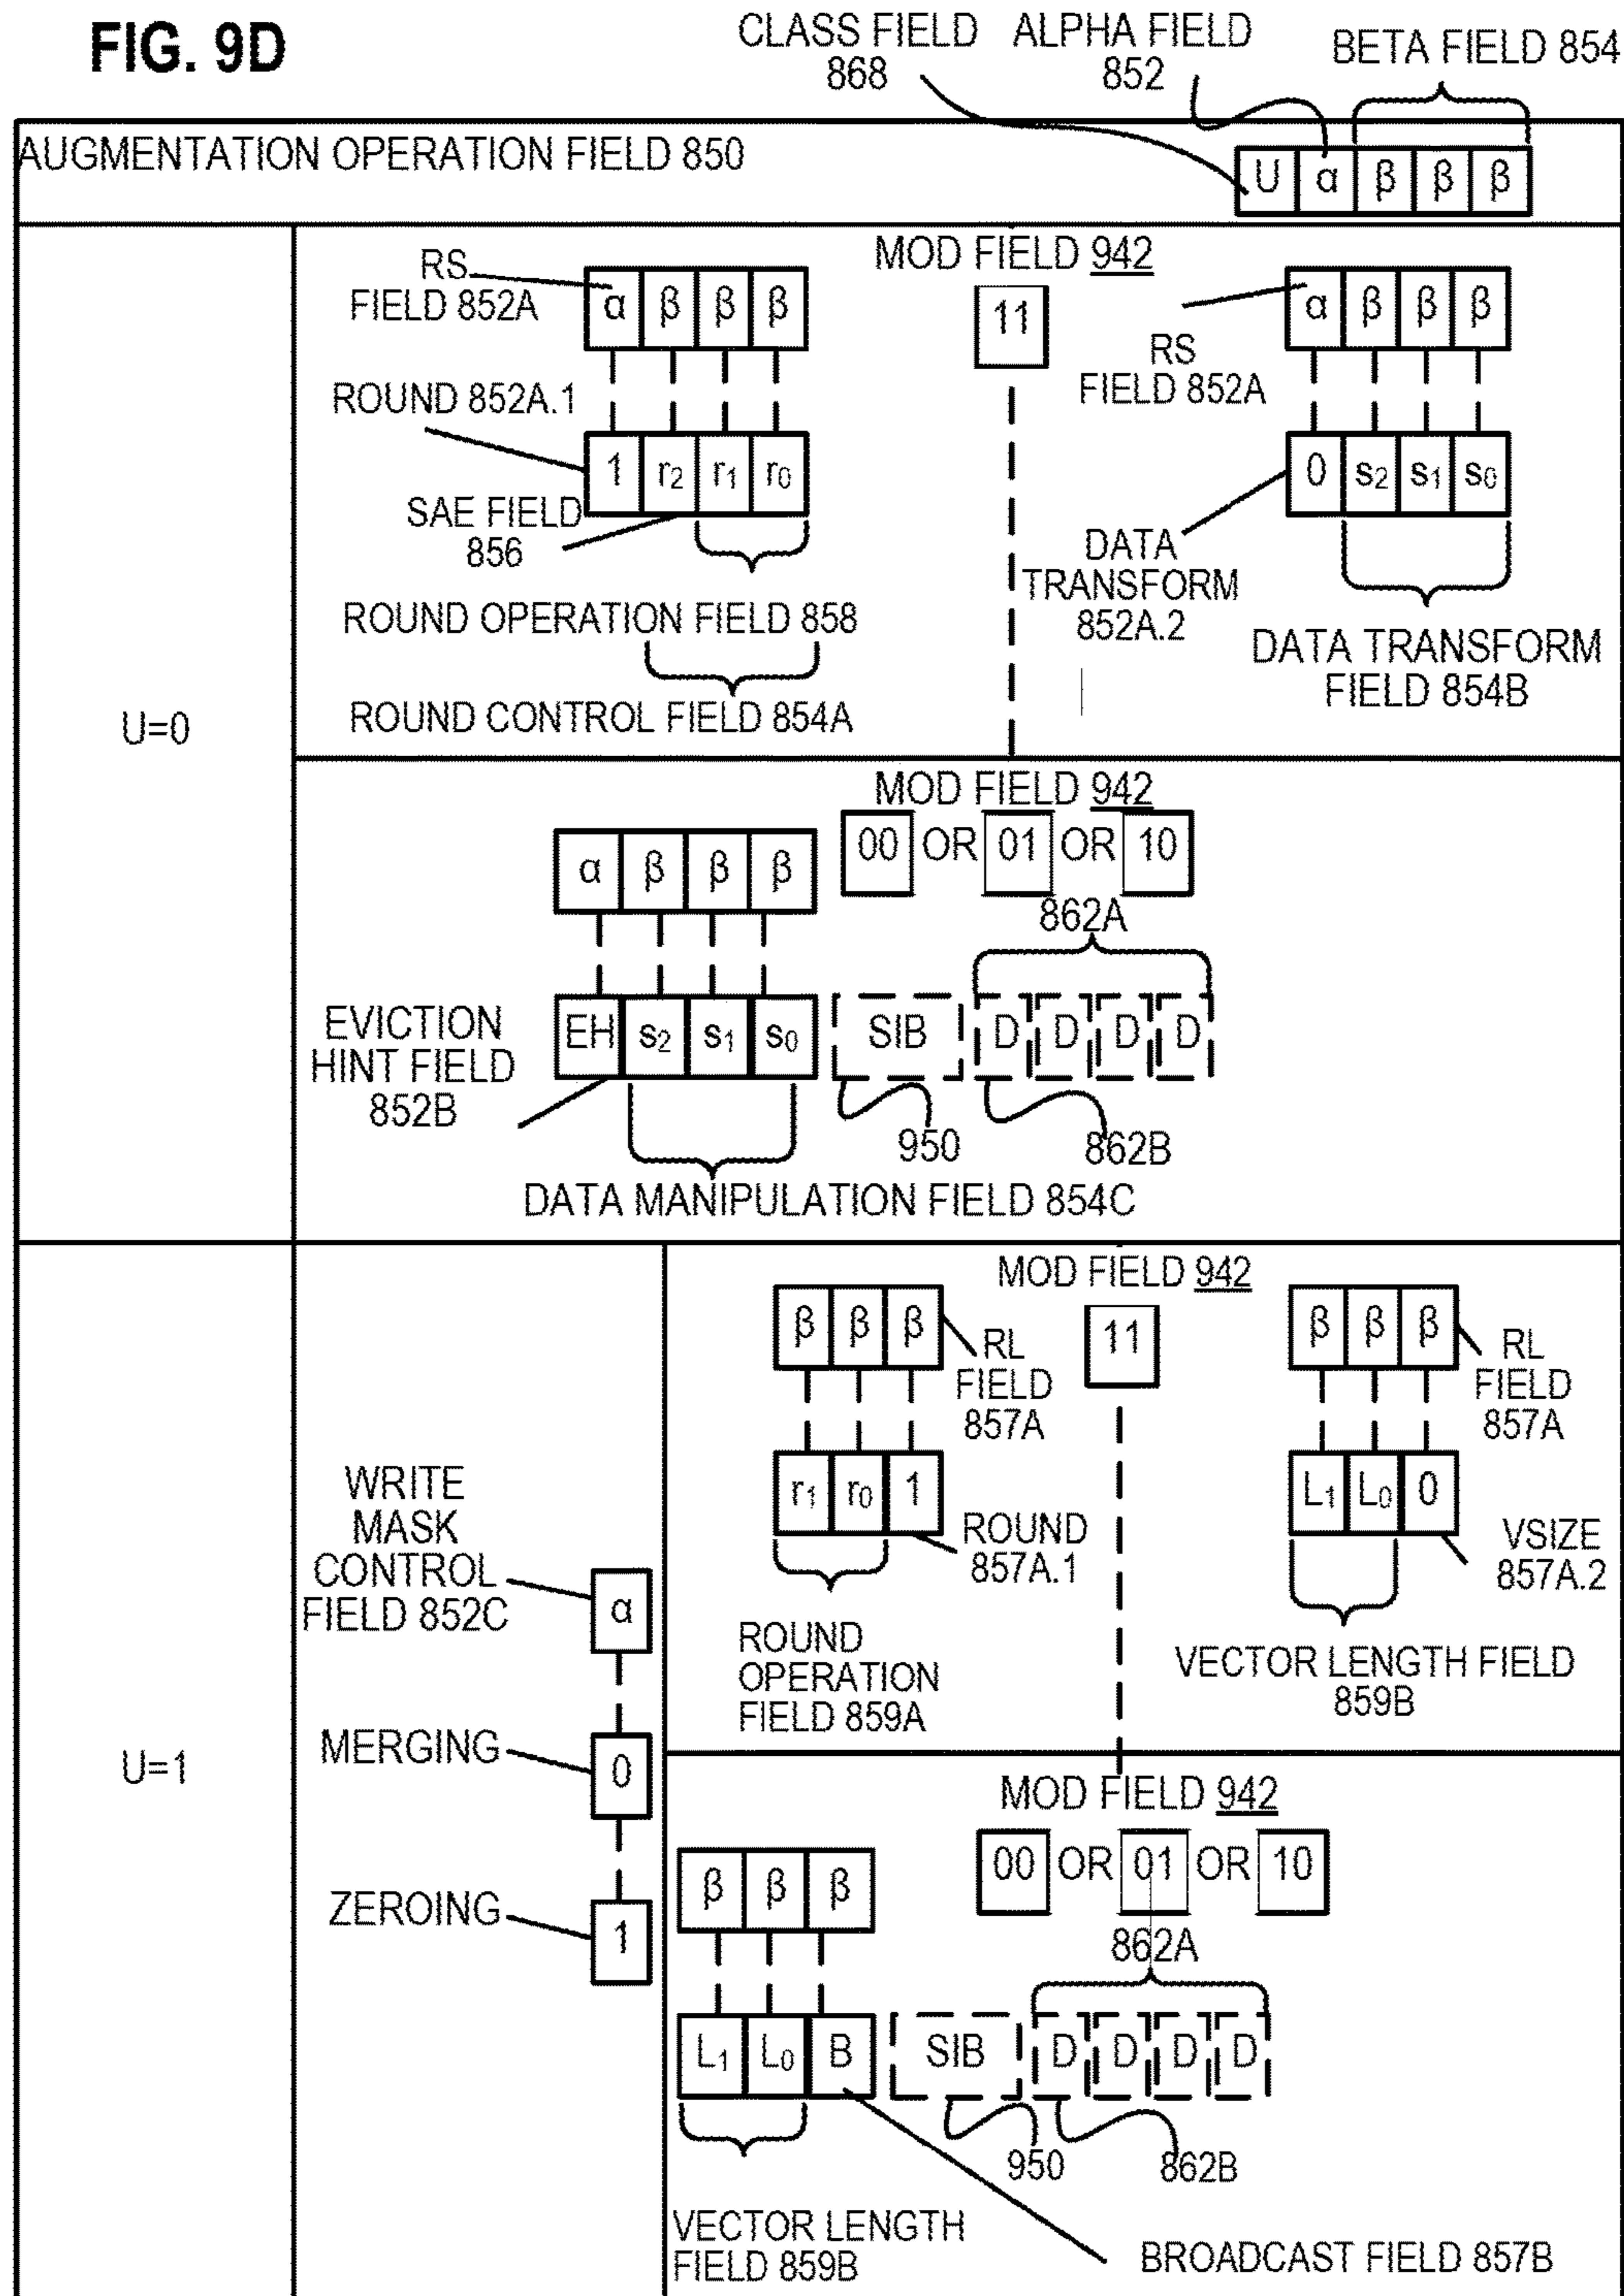 FIG. 9D
CLASS FIELD
868
ALPHA FIELD
852
BETA FIELD 854
AUGMENTATION OPERATION FIELD 850
U α β β β
U=0
MOD FIELD 942
11
RS
FIELD 852A
α β β β
ROUND 852A.1
1 r₂ r₁ r₀
SAE FIELD
856
ROUND OPERATION FIELD 858
ROUND CONTROL FIELD 854A
α β β β
RS
FIELD 852A
0 s₂ s₁ s₀
DATA
TRANSFORM
852A.2
DATA TRANSFORM
FIELD 854B
MOD FIELD 942
00 OR 01 OR 10
α β β β
862A
EVICTION
HINT FIELD
852B
EH s₂ s₁ s₀ SIB D D D D
950
862B
DATA MANIPULATION FIELD 854C
U=1
WRITE
MASK
CONTROL
FIELD 852C
α
MERGING
0
ZEROING
1
MOD FIELD 942
11
β β β
RL
FIELD
857A
r₁ r₀ 1
ROUND
857A.1
ROUND
OPERATION
FIELD 859A
β β β
RL
FIELD
857A
L₁ L₀ 0
VSIZE
857A.2
VECTOR LENGTH FIELD
859B
MOD FIELD 942
00 OR 01 OR 10
β β β
862A
L₁ L₀ B SIB D D D D
950
862B
VECTOR LENGTH
FIELD 859B
BROADCAST FIELD 857B